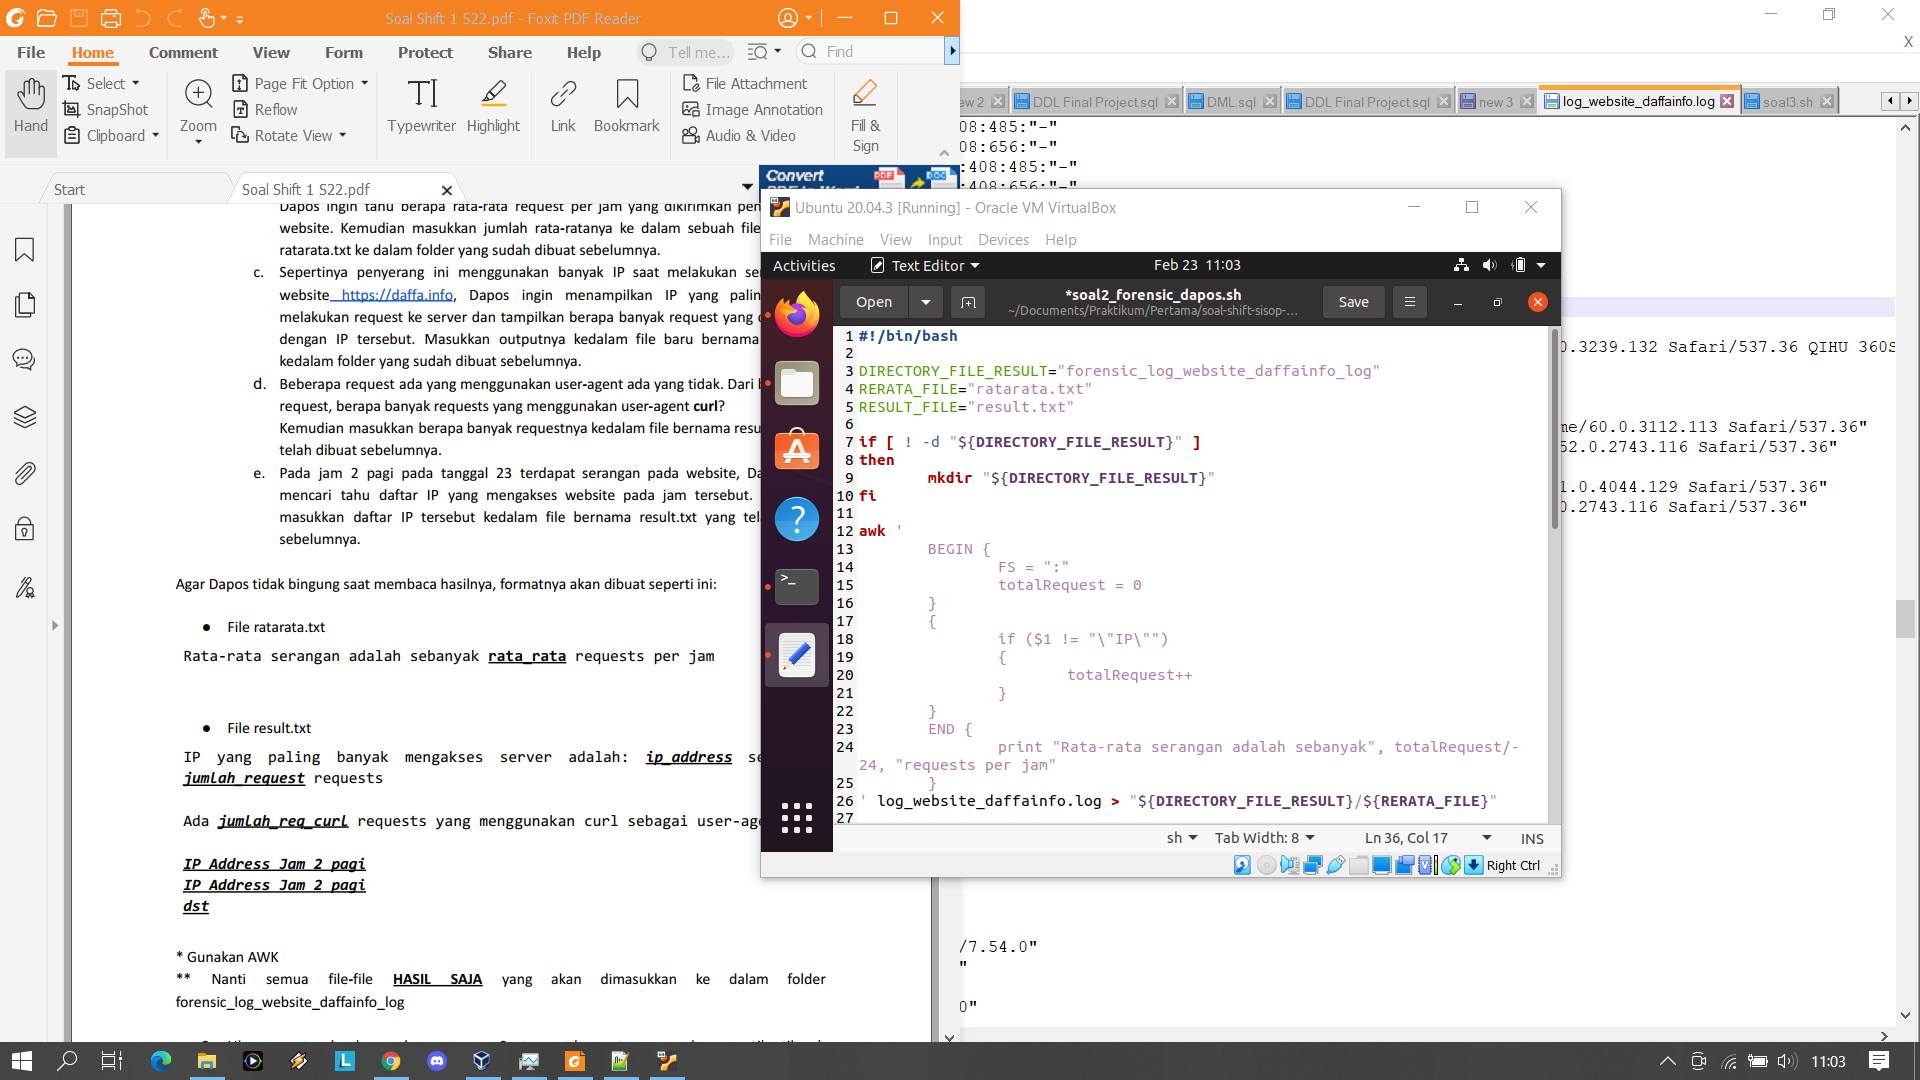 Soal Shift 1 S22.pdf - Foxit PDF Reader
File Home Comment View Form Protect Share Help Tell me... Find
Hand
Select
SnapShot
Clipboard
Zoom
Page Fit Option
Reflow
Rotate View
Typewriter
Highlight
Link
Bookmark
File Attachment
Image Annotation
Audio & Video
Fill &
Sign
Start
Soal Shift 1 S22.pdf
Convert
Dapos ingin tahu berapa rata-rata request per jam yang dikirimkan
website. Kemudian masukkan jumlah rata-ratanya ke dalam sebuah file
ratarata.txt ke dalam folder yang sudah dibuat sebelumnya.
c. Sepertinya penyerang ini menggunakan banyak IP saat melakukan
website https://daffa.info, Dapos ingin menampilkan IP yang
melakukan request ke server dan tampilkan berapa banyak request yang
dengan IP tersebut. Masukkan outputnya kedalam file baru bernama
kedalam folder yang sudah dibuat sebelumnya.
d. Beberapa request ada yang menggunakan user-agent ada yang tidak. Dari
request, berapa banyak requests yang menggunakan user-agent curl?
Kemudian masukkan berapa banyak requestnya kedalam file bernama
telah dibuat sebelumnya.
e. Pada jam 2 pagi pada tanggal 23 terdapat serangan pada website,
mencari tahu daftar IP yang mengakses website pada jam tersebut.
masukkan daftar IP tersebut kedalam file bernama result.txt yang
sebelumnya.
Agar Dapos tidak bingung saat membaca hasilnya, formatnya akan dibuat seperti ini:
● File ratarata.txt
Rata-rata serangan adalah sebanyak rata_rata requests per jam
● File result.txt
IP yang paling banyak mengakses server adalah: ip_address
jumlah_request requests
Ada jumlah_req_curl requests yang menggunakan curl sebagai
IP Address Jam 2 pagi
IP Address Jam 2 pagi
dst
* Gunakan AWK
** Nanti semua file-file HASIL SAJA yang akan dimasukkan ke dalam folder
forensic_log_website_daffainfo_log
X
ew 2 DDL Final Project.sql DML.sql DDL Final Project.sql new 3 log_website_daffainfo.log soal3.sh
08:485:"-"
08:656:"-"
:408:485:"-"
:408:656:"-"
0.3239.132 Safari/537.36 QIHU 360S
me/60.0.3112.113 Safari/537.36"
52.0.2743.116 Safari/537.36"
1.0.4044.129 Safari/537.36"
0.2743.116 Safari/537.36"
/7.54.0"
"
0"
Ubuntu 20.04.3 [Running] - Oracle VM VirtualBox
File Machine View Input Devices Help
Activities Text Editor Feb 23 11:03
Open *soal2_forensic_dapos.sh Save
~/Documents/Praktikum/Pertama/soal-shift-sisop-...
1 #!/bin/bash
2
3 DIRECTORY_FILE_RESULT="forensic_log_website_daffainfo_log"
4 RERATA_FILE="ratarata.txt"
5 RESULT_FILE="result.txt"
6
7 if [ ! -d "${DIRECTORY_FILE_RESULT}" ]
8 then
9 mkdir "${DIRECTORY_FILE_RESULT}"
10 fi
11
12 awk '
13 BEGIN {
14 FS = ":"
15 totalRequest = 0
16 }
17 {
18 if ($1 != "\"IP\"")
19 {
20 totalRequest++
21 }
22 }
23 END {
24 print "Rata-rata serangan adalah sebanyak", totalRequest/-
24, "requests per jam"
25 }
26 ' log_website_daffainfo.log > "${DIRECTORY_FILE_RESULT}/${RERATA_FILE}"
27
sh Tab Width: 8 Ln 36, Col 17 INS
Right Ctrl
11:03